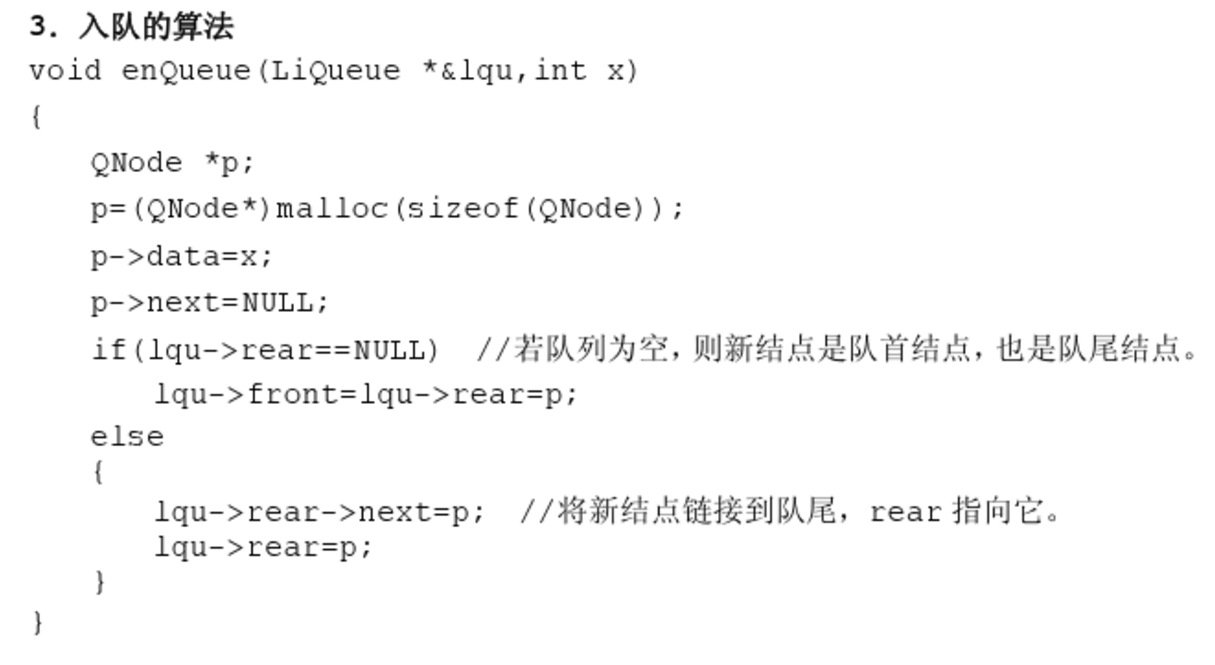 3. 入队的算法
void enQueue(LiQueue *&lqu,int x)
{
QNode *p;
p=(QNode*)malloc(sizeof(QNode));
p->data=x;
p->next=NULL;
if(lqu->rear==NULL) //若队列为空，则新结点是队首结点，也是队尾结点。
lqu->front=lqu->rear=p;
else
{
lqu->rear->next=p; //将新结点链接到队尾，rear 指向它。
lqu->rear=p;
}
}